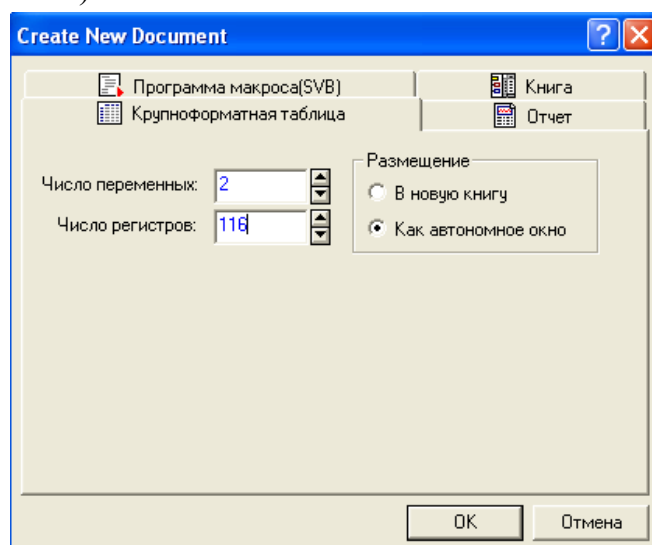 Create New Document
Программа макроса(SVB)
Книга
Крупноформатная таблица
Отчет
Размещение
Число переменных: 2
В новую книгу
Число регистров: 116
Как автономное окно
OK
Отмена